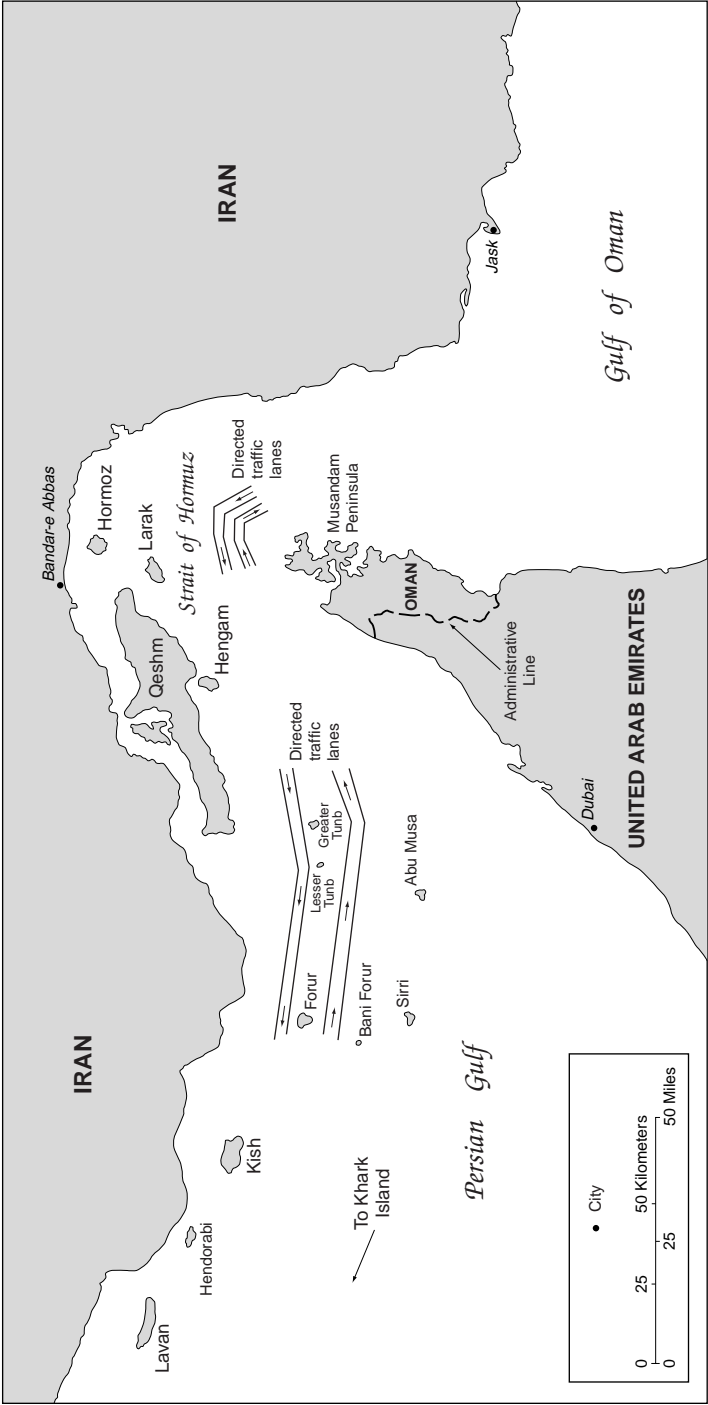 IRAN
IRAN
Bandar-e Abbas
Hormoz
Larak
Strait of Hormuz
Qeshm
Hengam
Directed
traffic
lanes
Directed
traffic
lanes
Musandam
Peninsula
OMAN
Administrative
Line
UNITED ARAB EMIRATES
Dubai
Jask
Gulf of Oman
Greater
Tunb
Lesser
Tunb
Abu Musa
Forur
Bani Forur
Sirri
Kish
Hendorabi
Lavan
To Khark
Island
Persian Gulf
City
0 25 50 Kilometers
0 25 50 Miles